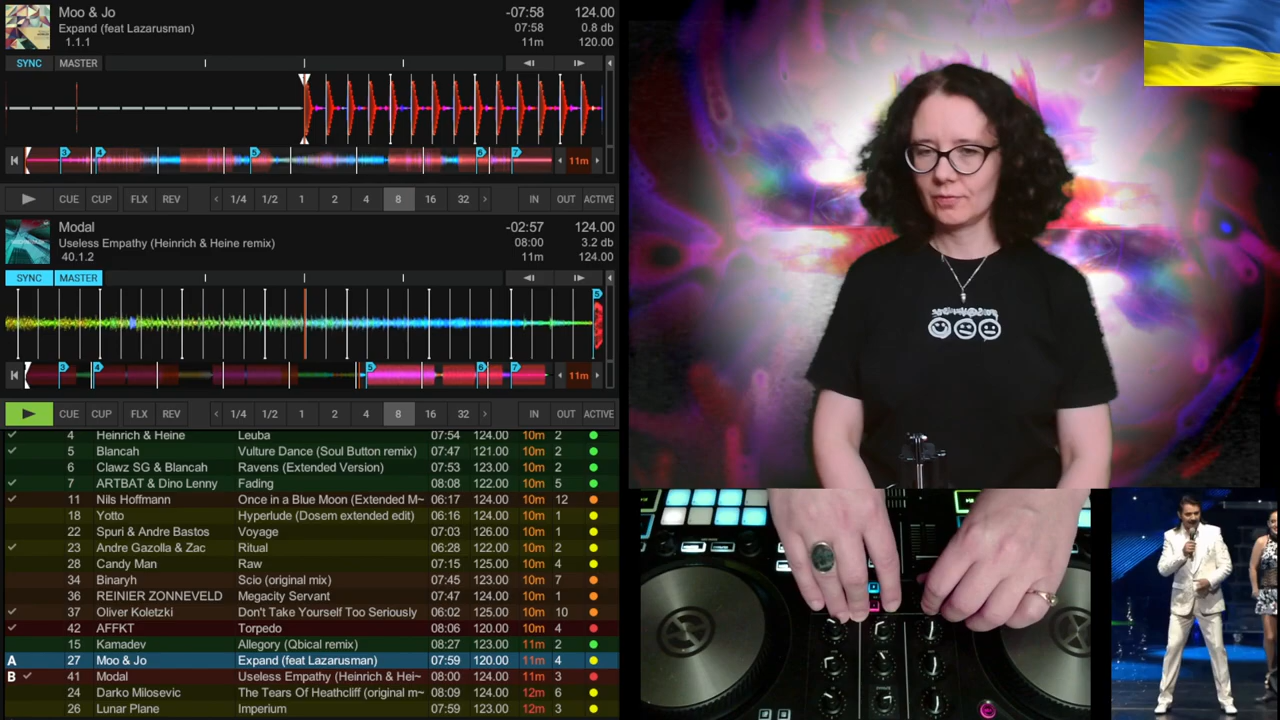 Moo & Jo -07:58 124.00
Expand (feat Lazarusman) 07:58 0.8 db
1.1.1 11m 120.00
SYNC MASTER
3 4 5 6 7 11m
CUE CUP FLX REV < 1/4 1/2 1 2 4 8 16 32 > IN OUT ACTIVE
Modal -02:57 124.00
Useless Empathy (Heinrich & Heine remix) 08:00 3.2 db
40.1.2 11m 124.00
SYNC MASTER
5
3 4 5 6 7 11m
CUE CUP FLX REV < 1/4 1/2 1 2 4 8 16 32 > IN OUT ACTIVE
4 Heinrich & Heine Leuba 07:54 124.00 10m 2
5 Blancah Vulture Dance (Soul Button remix) 07:47 121.00 10m 2
6 Clawz SG & Blancah Ravens (Extended Version) 07:53 123.00 10m 2
7 ARTBAT & Dino Lenny Fading 08:08 122.00 10m 5
11 Nils Hoffmann Once in a Blue Moon (Extended M~ 06:17 124.00 10m 12
18 Yotto Hyperlude (Dosem extended edit) 06:16 124.00 10m 1
22 Spuri & Andre Bastos Voyage 07:03 126.00 10m 1
23 Andre Gazolla & Zac Ritual 06:28 122.00 10m 2
28 Candy Man Raw 07:15 125.00 10m 4
34 Binaryh Scio (original mix) 07:45 123.00 10m 7
36 REINIER ZONNEVELD Megacity Servant 07:47 124.00 10m 1
37 Oliver Koletzki Don't Take Yourself Too Seriously 06:02 125.00 10m 10
42 AFFKT Torpedo 08:06 120.00 10m 4
15 Kamadev Allegory (Qbical remix) 08:27 123.00 11m 2
A 27 Moo & Jo Expand (feat Lazarusman) 07:59 120.00 11m 4
B 41 Modal Useless Empathy (Heinrich & Hei~ 08:00 124.00 11m 3
24 Darko Milosevic The Tears Of Heathcliff (original m~ 08:09 124.00 12m 6
26 Lunar Plane Imperium 07:59 124.00 12m 3